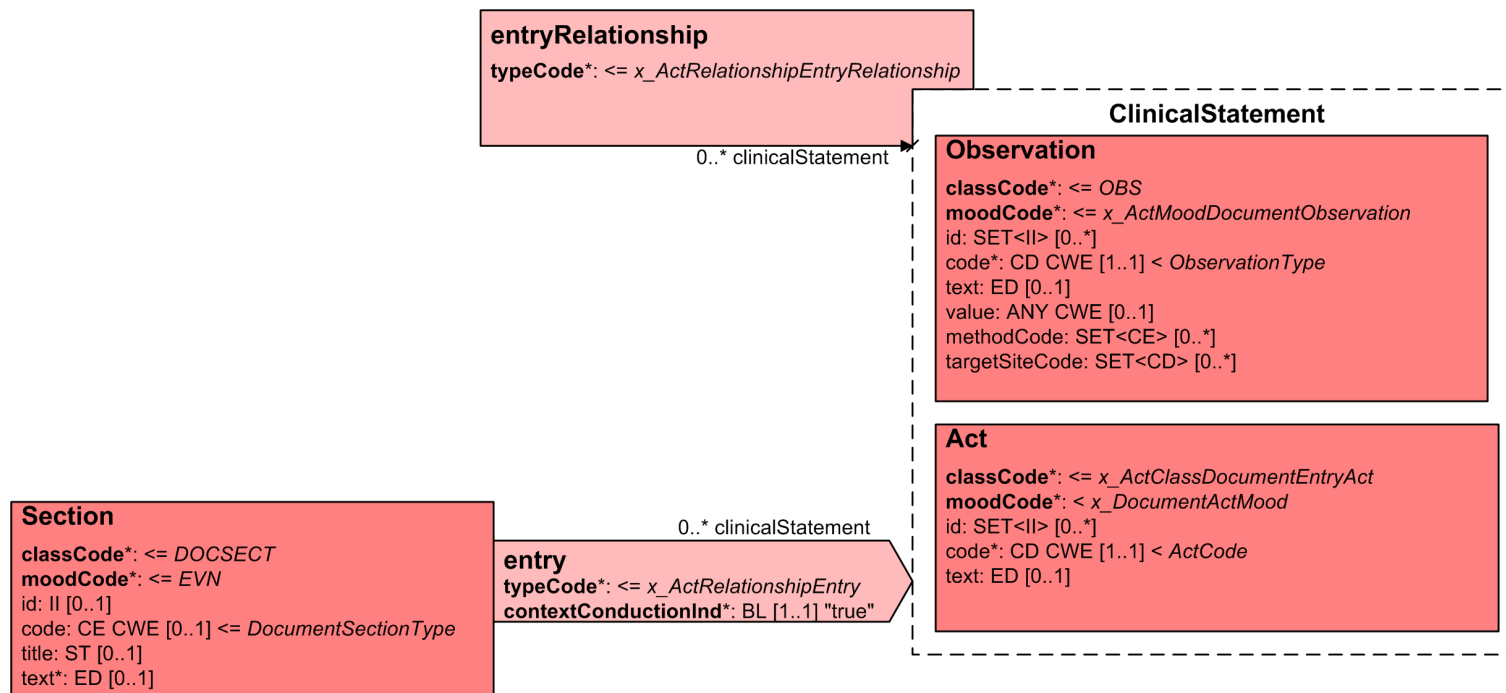 entryRelationship
typeCode*: <= x_ActRelationshipEntryRelationship
0..* clinicalStatement
ClinicalStatement
Observation
classCode*: <= OBS
moodCode*: <= x_ActMoodDocumentObservation
id: SET<II> [0..*]
code*: CD CWE [1..1] < ObservationType
text: ED [0..1]
value: ANY CWE [0..1]
methodCode: SET<CE> [0..*]
targetSiteCode: SET<CD> [0..*]
Act
classCode*: <= x_ActClassDocumentEntryAct
moodCode*: < x_DocumentActMood
id: SET<II> [0..*]
code*: CD CWE [1..1] < ActCode
text: ED [0..1]
Section
classCode*: <= DOCSECT
moodCode*: <= EVN
id: II [0..1]
code: CE CWE [0..1] <= DocumentSectionType
title: ST [0..1]
text*: ED [0..1]
0..* clinicalStatement
entry
typeCode*: <= x_ActRelationshipEntry
contextConductionInd*: BL [1..1] "true"